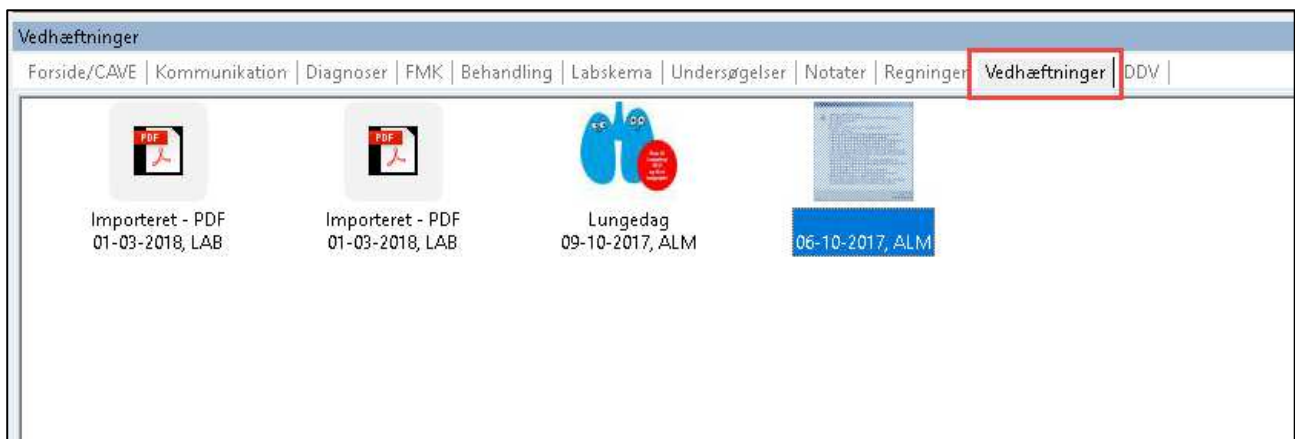 Vedhæftninger
Forside/CAVE | Kommunikation | Diagnoser | FMK | Behandling | Labskema | Undersøgelser | Notater | Regninger Vedhæftninger | DDV |
PDF
PDF
Importeret - PDF
01-03-2018, LAB
Importeret - PDF
01-03-2018, LAB
Lungedag
09-10-2017, ALM
06-10-2017, ALM